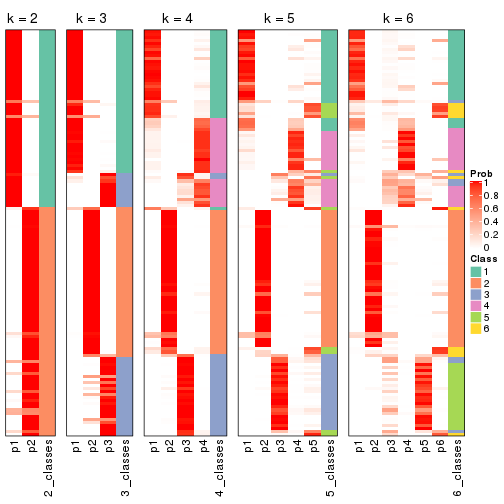 k = 2
k = 3
k = 4
k = 5
k = 6
p1
p2
2_classes
p1
p2
p3
3_classes
p1
p2
p3
p4
4_classes
p1
p2
p3
p4
p5
5_classes
p1
p2
p3
p4
p5
p6
6_classes
Prob
1
0.8
0.6
0.4
0.2
0
Class
1
2
3
4
5
6